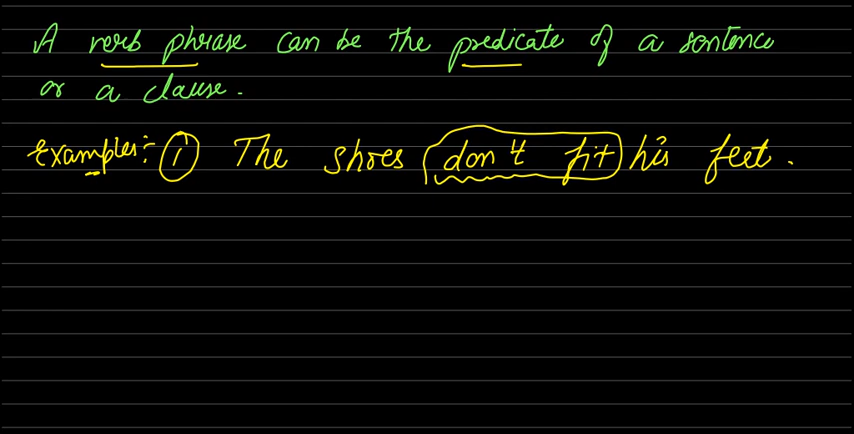 A verb phrase can be the predicate of a sentence
or a clause.
Examples:- (1) The shoes don't fit his feet.